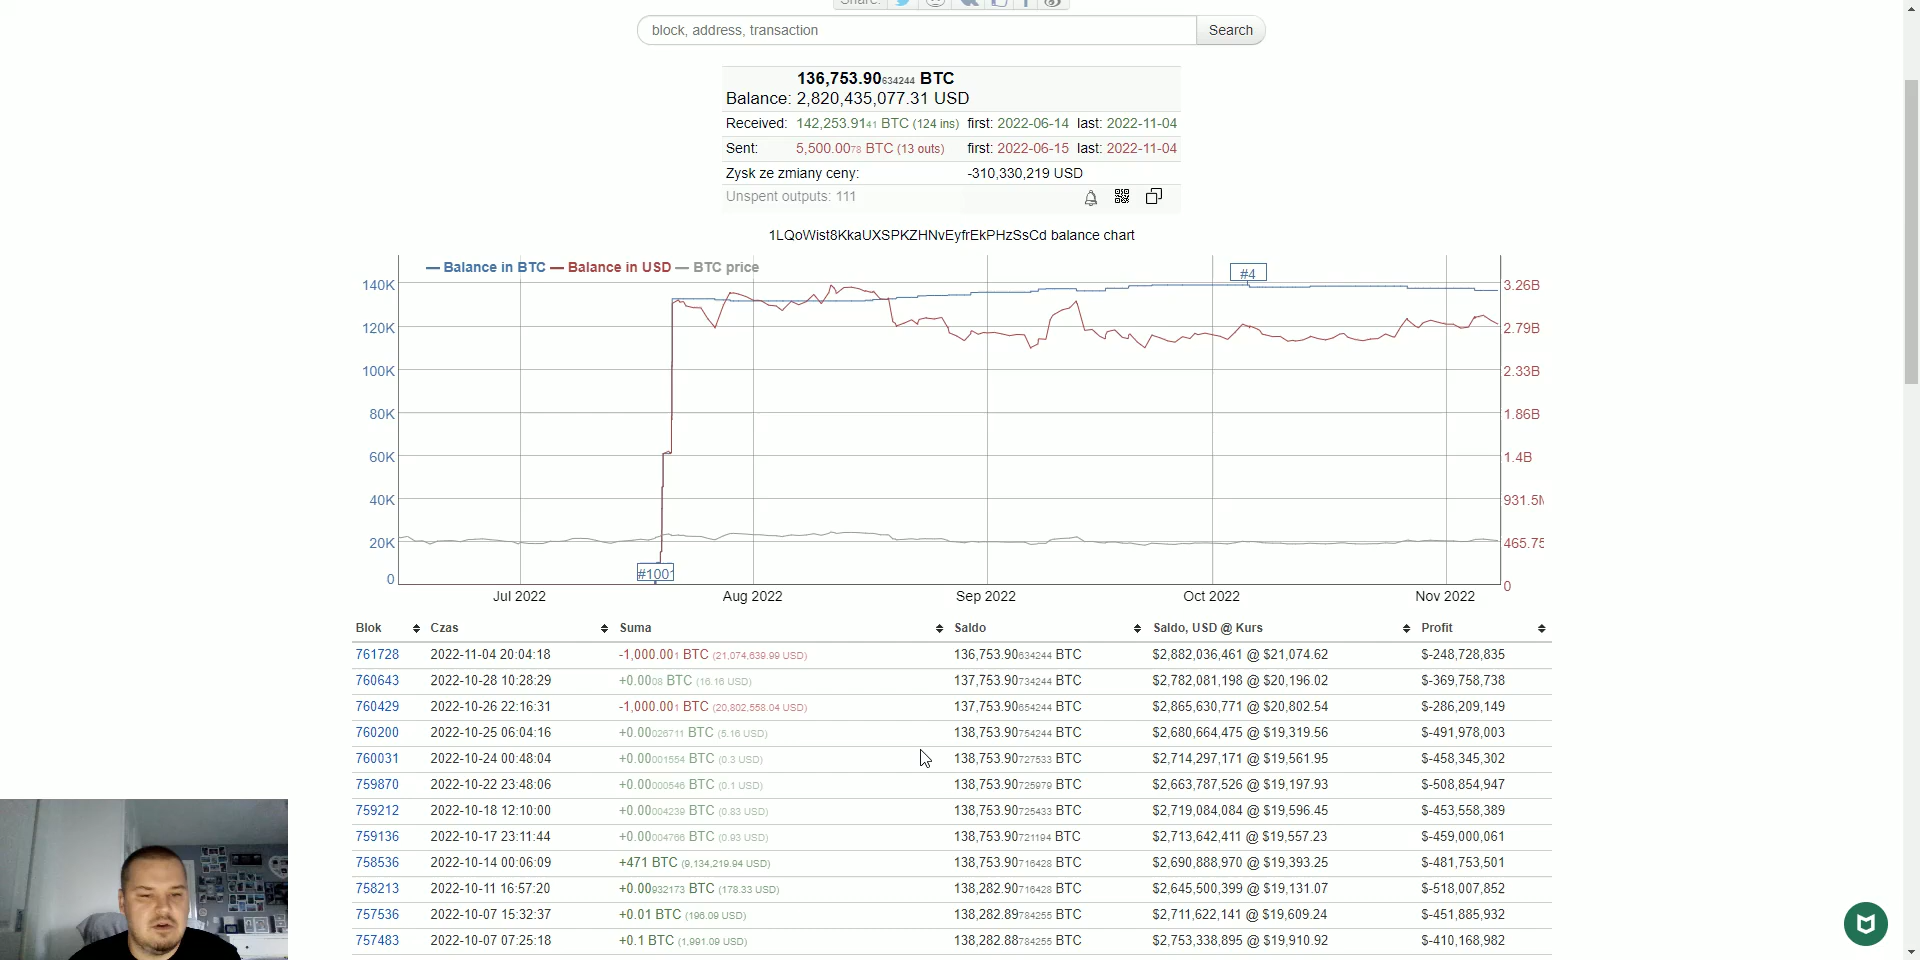 Share:
block, address, transaction
Search
136,753.90634244 BTC
Balance: 2,820,435,077.31 USD
Received: 142,253.9141 BTC (124 ins) first: 2022-06-14 last: 2022-11-04
Sent: 5,500.0078 BTC (13 outs) first: 2022-06-15 last: 2022-11-04
Zysk ze zmiany ceny: -310,330,219 USD
Unspent outputs: 111
1LQoWist8KkaUXSPKZHNvEyfrEkPHzSsCd balance chart
Balance in BTC Balance in USD BTC price
#4
140K 3.26B
120K 2.79B
100K 2.33B
80K 1.86B
60K 1.4B
40K 931.5M
20K 465.75
#1001
0 0
Jul 2022 Aug 2022 Sep 2022 Oct 2022 Nov 2022
Blok Czas Suma Saldo Saldo, USD @ Kurs Profit
761728 2022-11-04 20:04:18 -1,000.001 BTC (21,074,639.99 USD) 136,753.90634244 BTC $2,882,036,461 @ $21,074.62 $-248,728,835
760643 2022-10-28 10:28:29 +0.0008 BTC (16.16 USD) 137,753.90734244 BTC $2,782,081,198 @ $20,196.02 $-369,758,738
760429 2022-10-26 22:16:31 -1,000.001 BTC (20,802,558.04 USD) 137,753.90654244 BTC $2,865,630,771 @ $20,802.54 $-286,209,149
760200 2022-10-25 06:04:16 +0.00026711 BTC (5.16 USD) 138,753.90754244 BTC $2,680,664,475 @ $19,319.56 $-491,978,003
760031 2022-10-24 00:48:04 +0.00001554 BTC (0.3 USD) 138,753.90727533 BTC $2,714,297,171 @ $19,561.95 $-458,345,302
759870 2022-10-22 23:48:06 +0.00000546 BTC (0.1 USD) 138,753.90725979 BTC $2,663,787,526 @ $19,197.93 $-508,854,947
759212 2022-10-18 12:10:00 +0.00004239 BTC (0.83 USD) 138,753.90725433 BTC $2,719,084,084 @ $19,596.45 $-453,558,389
759136 2022-10-17 23:11:44 +0.00004766 BTC (0.93 USD) 138,753.90721194 BTC $2,713,642,411 @ $19,557.23 $-459,000,061
758536 2022-10-14 00:06:09 +471 BTC (9,134,219.94 USD) 138,753.90716428 BTC $2,690,888,970 @ $19,393.25 $-481,753,501
758213 2022-10-11 16:57:20 +0.00932173 BTC (178.33 USD) 138,282.90716428 BTC $2,645,500,399 @ $19,131.07 $-518,007,852
757536 2022-10-07 15:32:37 +0.01 BTC (196.09 USD) 138,282.89784255 BTC $2,711,622,141 @ $19,609.24 $-451,885,932
757483 2022-10-07 07:25:18 +0.1 BTC (1,991.09 USD) 138,282.88784255 BTC $2,753,338,895 @ $19,910.92 $-410,168,982